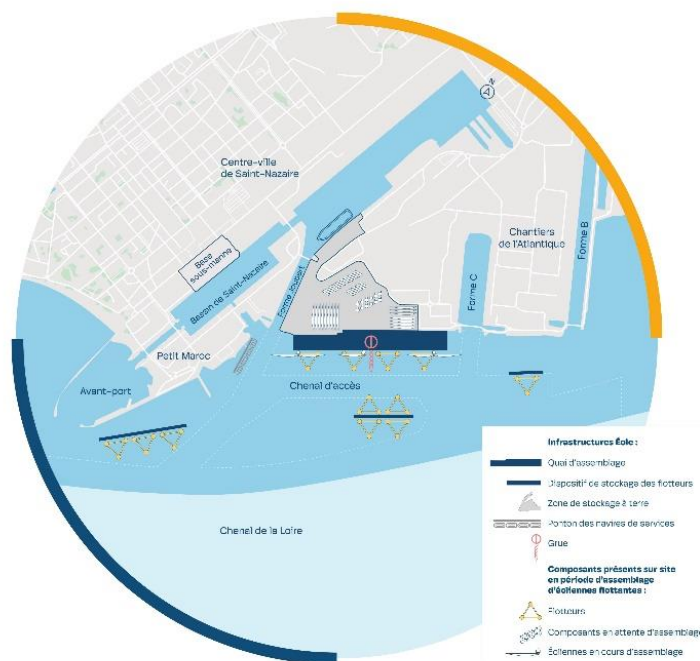 N
Centre-ville
de Saint-Nazaire
Chantiers
de l'Atlantique
Forme B
Base
sous-marine
Bassin de Saint-Nazaire
Forme Joubert
Forme C
Petit Maroc
Avant-port
Chenal d'accès
Chenal de la Loire
Infrastructures Éole :
Quai d'assemblage
Dispositif de stockage des flotteurs
Zone de stockage à terre
Ponton des navires de services
Grue
Composants présents sur site
en période d'assemblage
d'éoliennes flottantes :
Flotteurs
Composants en attente d'assemblage
Éoliennes en cours d'assemblage